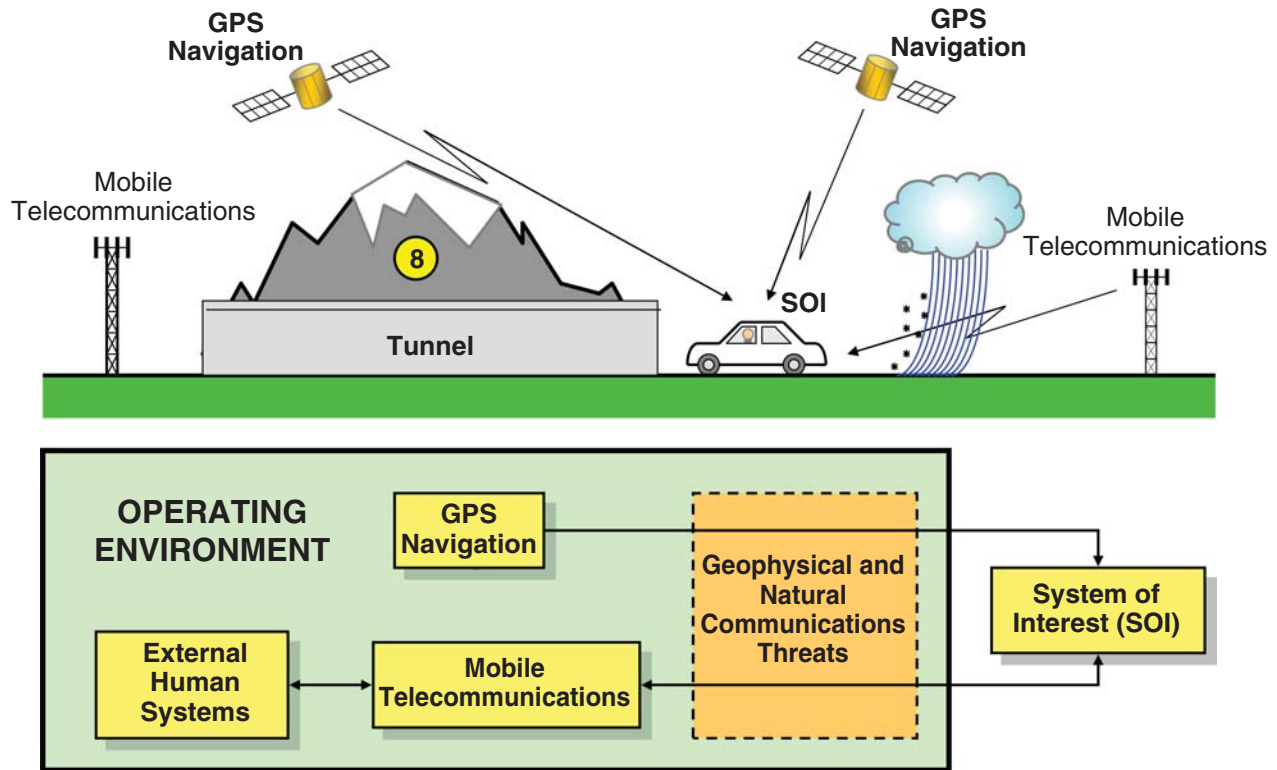 GPS
Navigation
GPS
Navigation
Mobile
Telecommunications
8
Mobile
Telecommunications
SOI
Tunnel
OPERATING
ENVIRONMENT
GPS
Navigation
Geophysical and
Natural
Communications
Threats
System of
Interest (SOI)
External
Human
Systems
Mobile
Telecommunications